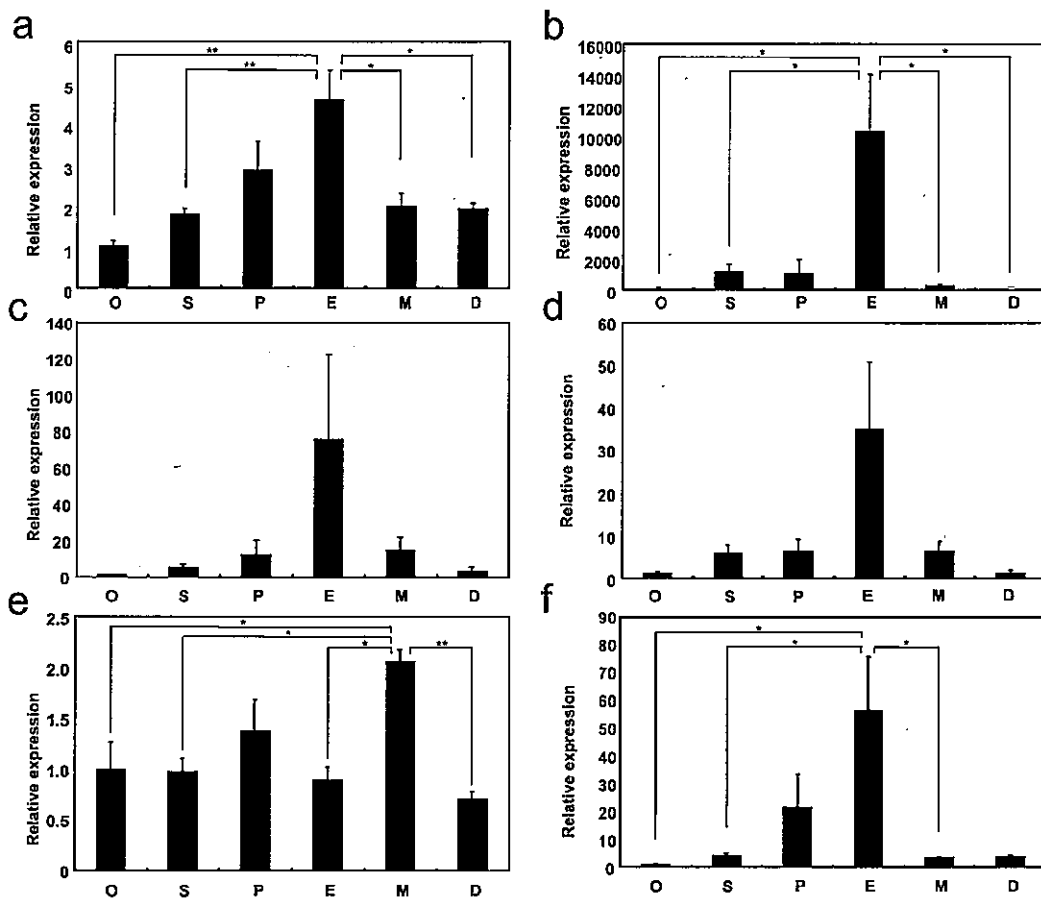 a
Relative expression
6
5
4
3
2
1
0
** ** * *
O S P E M D
b
Relative expression
16000
14000
12000
10000
8000
6000
4000
2000
0
* * * *
O S P E M D
c
Relative expression
140
120
100
80
60
40
20
0
O S P E M D
d
Relative expression
60
50
40
30
20
10
0
O S P E M D
e
Relative expression
2.5
2.0
1.5
1.0
0.5
0.0
* * * **
O S P E M D
f
Relative expression
90
80
70
60
50
40
30
20
10
0
* * *
O S P E M D